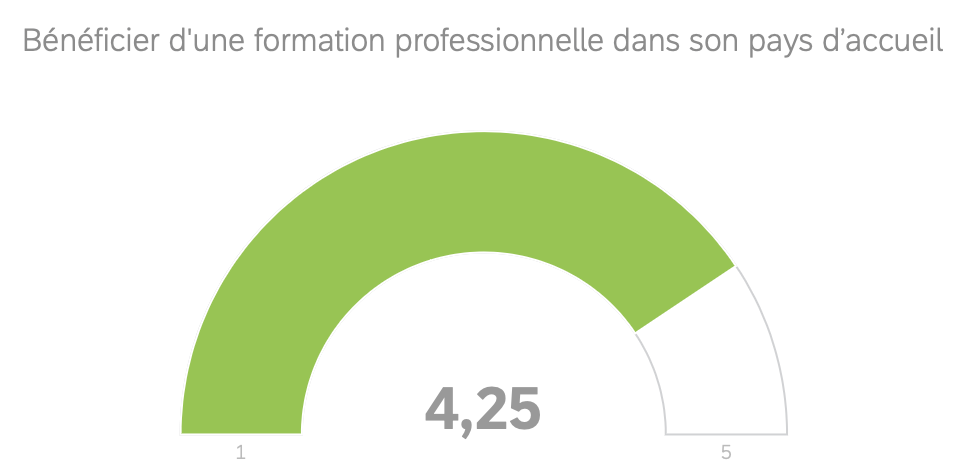 Bénéficier d'une formation professionnelle dans son pays d’accueil
4,25
1
5